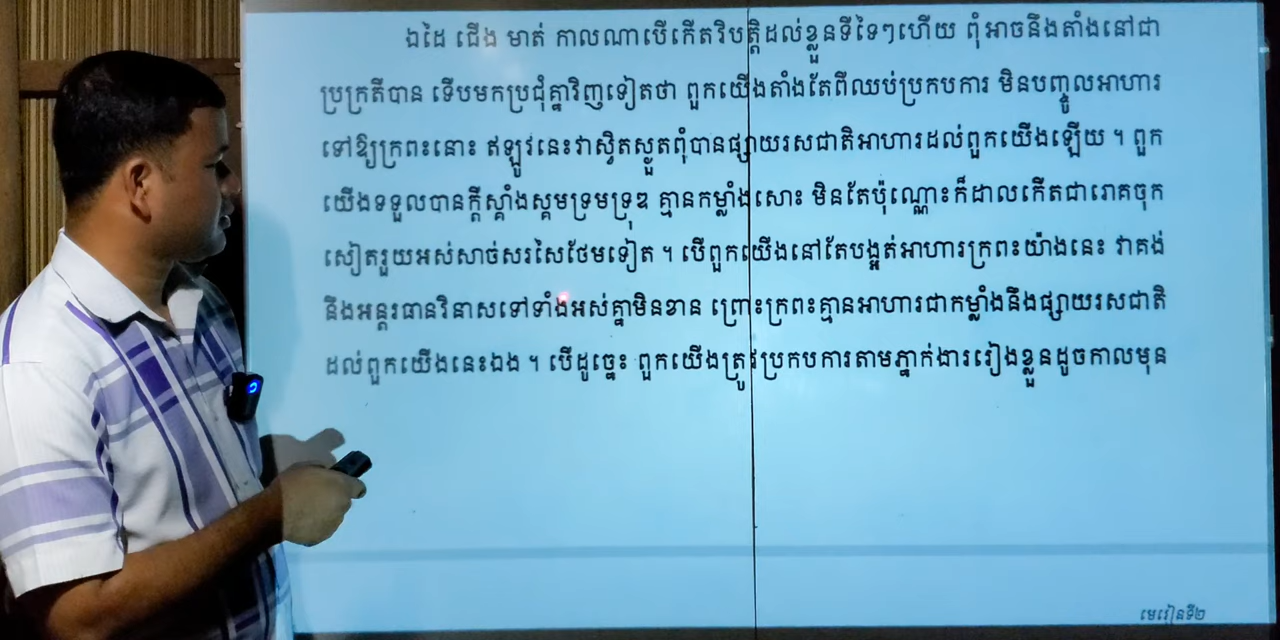 ឯដៃ ជើង មាត់ កាលណាបើកើតវិបត្តិដល់ខ្លួនទីទៃៗហើយ ពុំអាចនឹងតាំងនៅជា
ប្រក្រតីបាន ទើបមកប្រជុំគ្នាវិញទៀតថា ពួកយើងតាំងតែពីឈប់ប្រកបការ មិនបញ្ចូលអាហារ
ទៅឱ្យក្រពះនោះ ឥឡូវនេះវាស្វិតស្លូតពុំបានផ្សាយរសជាតិអាហារដល់ពួកយើងឡើយ ។ ពួក
យើងទទួលបានក្ដីស្គាំងស្គមទ្រមទ្រុឌ គ្មានកម្លាំងសោះ មិនតែប៉ុណ្ណោះក៏ដាលកើតជារោគចុក
សៀតរួយអស់សាច់សរសៃថែមទៀត ។ បើពួកយើងនៅតែបង្អត់អាហារក្រពះយ៉ាងនេះ វាគង់
នឹងអន្តរធានវិនាសទៅទាំងអស់គ្នាមិនខាន ព្រោះក្រពះគ្មានអាហារជាកម្លាំងនឹងផ្សាយរសជាតិ
ដល់ពួកយើងនេះឯង ។ បើដូច្នេះ ពួកយើងត្រូវប្រកបការតាមភ្នាក់ងាររៀងខ្លួនដូចកាលមុន
មេរៀនទី២